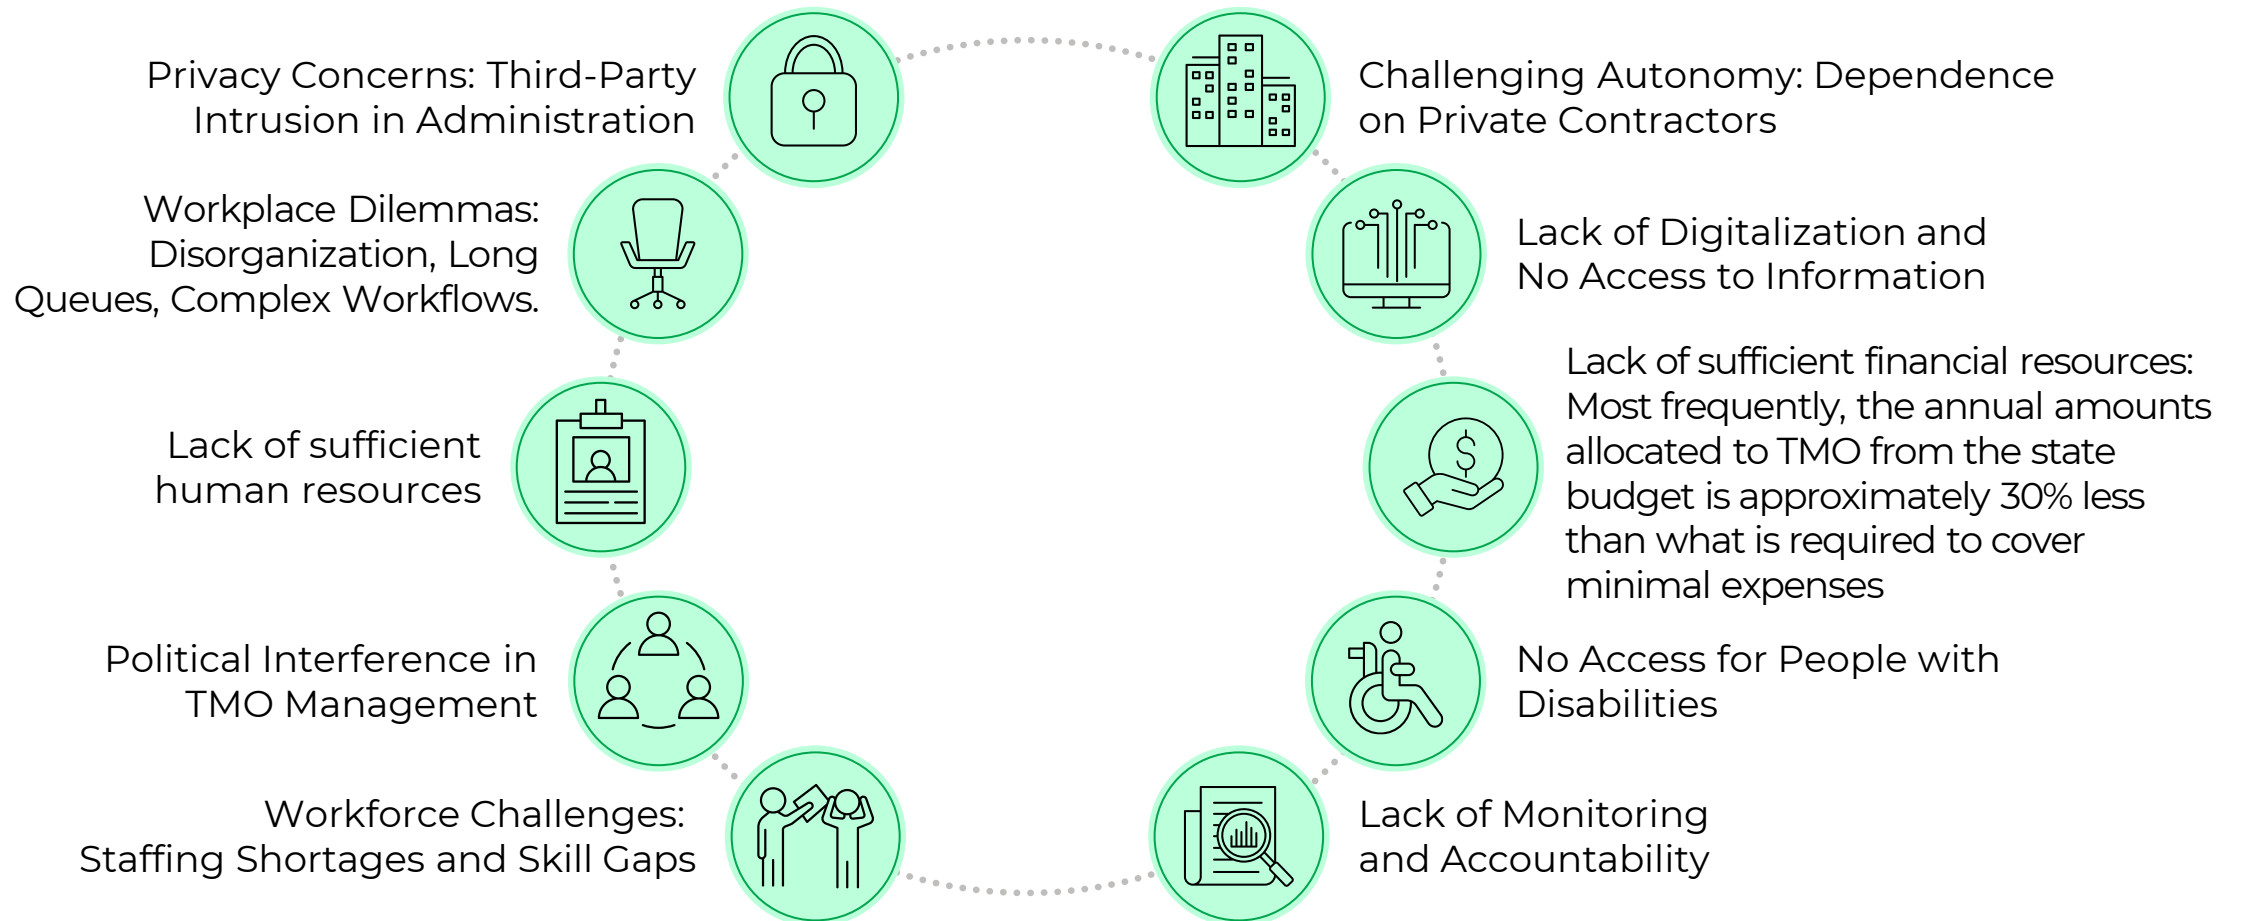 Privacy Concerns: Third-Party
Intrusion in Administration
Workplace Dilemmas:
Disorganization, Long
Queues, Complex Workflows.
Lack of sufficient
human resources
Political Interference in
TMO Management
Workforce Challenges:
Staffing Shortages and Skill Gaps
Challenging Autonomy: Dependence
on Private Contractors
Lack of Digitalization and
No Access to Information
Lack of sufficient financial resources:
Most frequently, the annual amounts
allocated to TMO from the state
budget is approximately 30% less
than what is required to cover
minimal expenses
No Access for People with
Disabilities
Lack of Monitoring
and Accountability